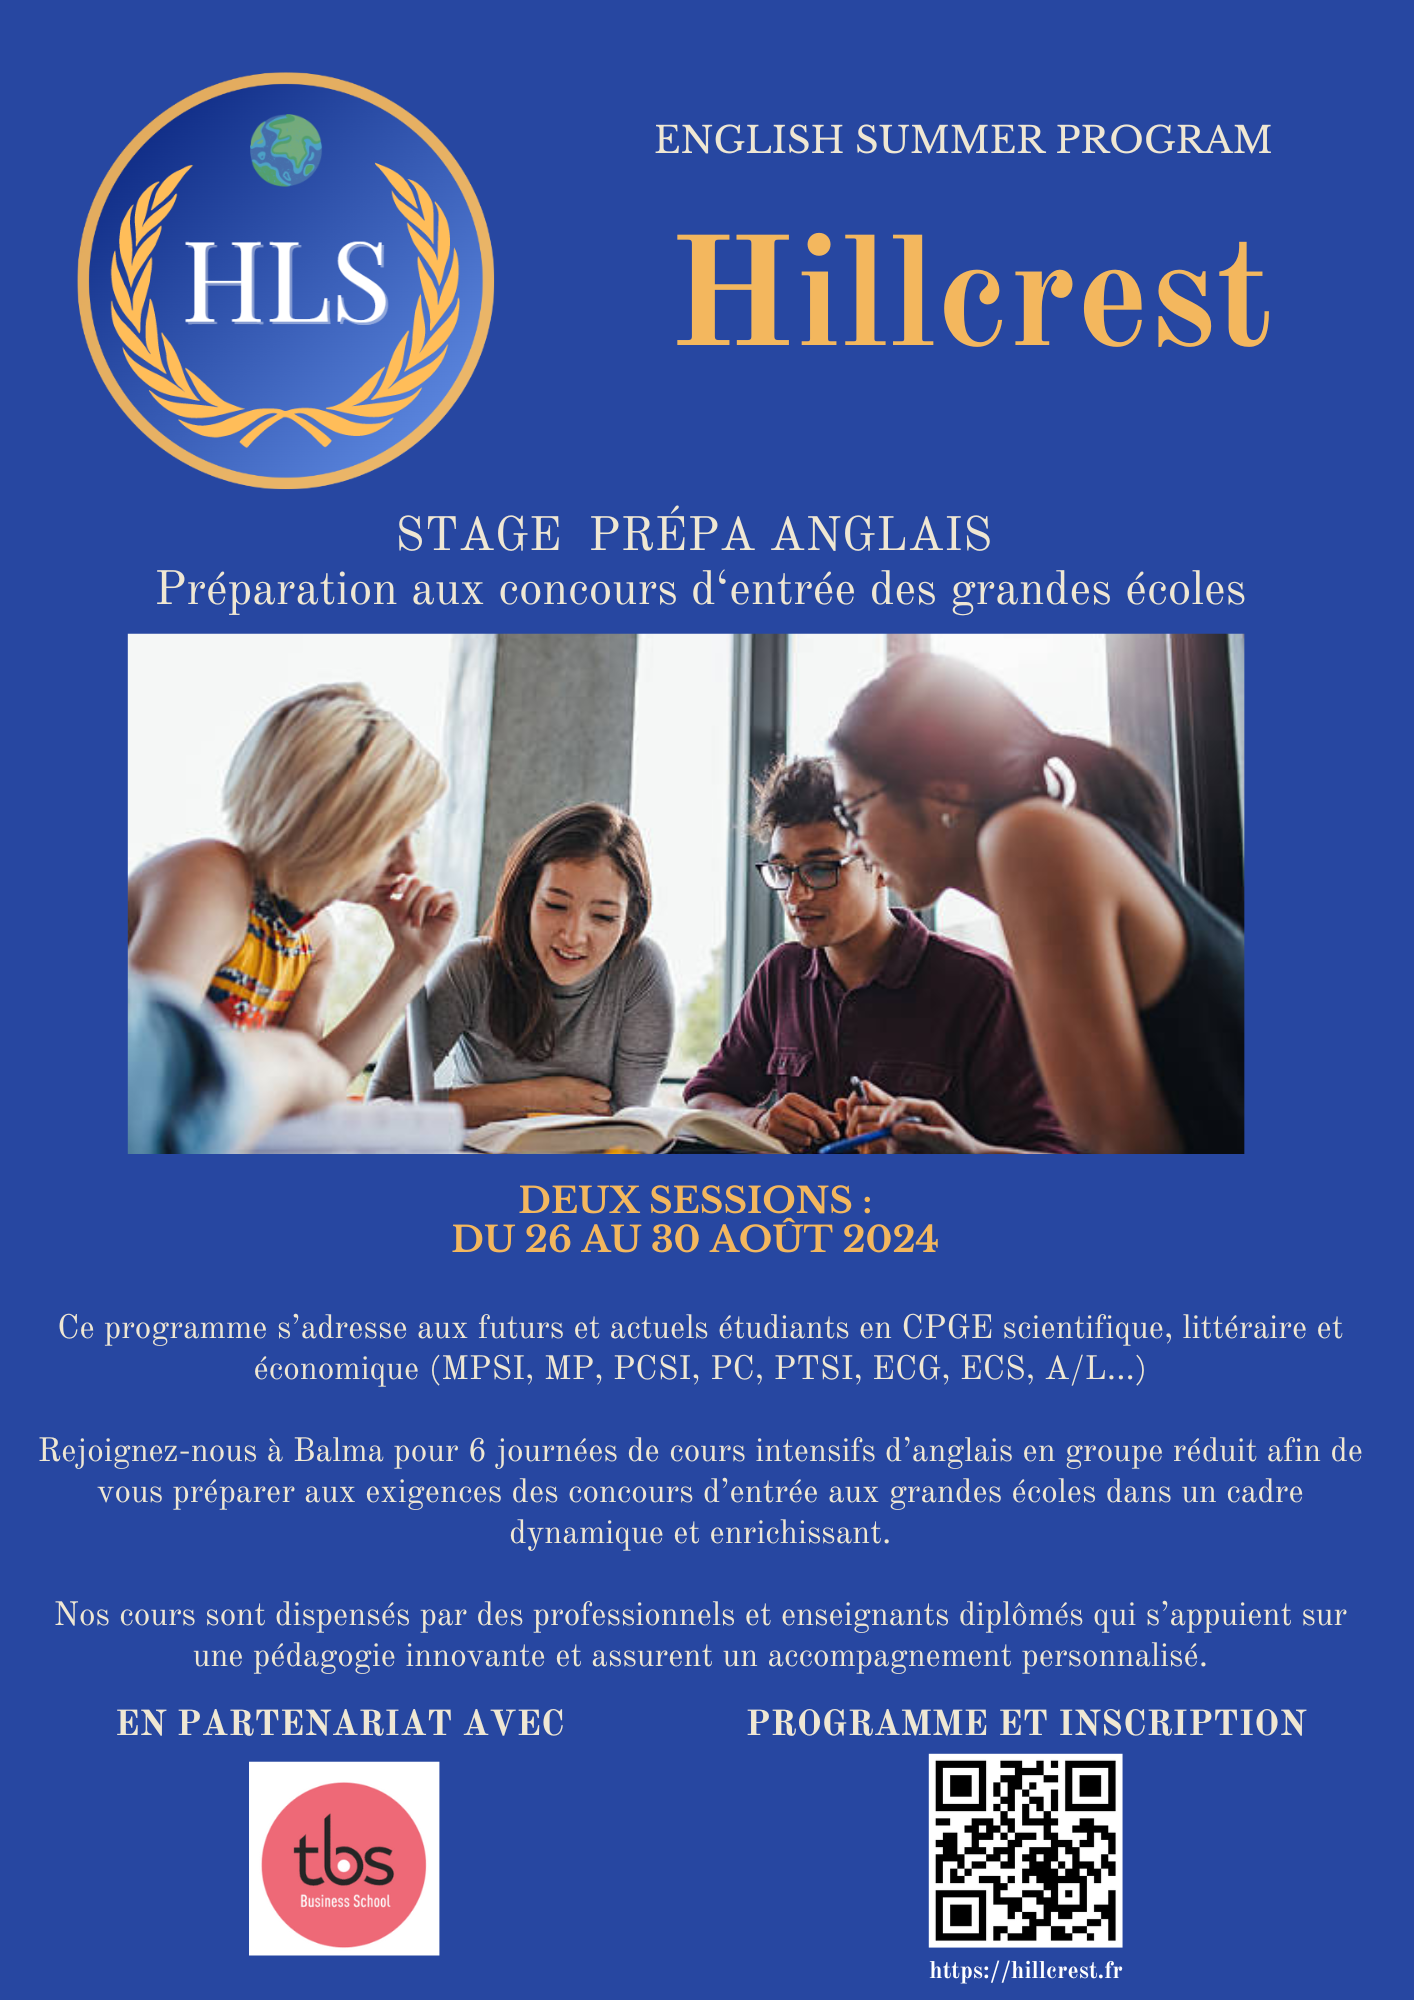 HLS
ENGLISH SUMMER PROGRAM
Hillcrest
STAGE PRÉPA ANGLAIS
Préparation aux concours d‘entrée des grandes écoles
DEUX SESSIONS :
DU 26 AU 30 AOÛT 2024
Ce programme s’adresse aux futurs et actuels étudiants en CPGE scientifique, littéraire et
économique (MPSI, MP, PCSI, PC, PTSI, ECG, ECS, A/L...)
Rejoignez-nous à Balma pour 6 journées de cours intensifs d’anglais en groupe réduit afin de
vous préparer aux exigences des concours d’entrée aux grandes écoles dans un cadre
dynamique et enrichissant.
Nos cours sont dispensés par des professionnels et enseignants diplômés qui s’appuient sur
une pédagogie innovante et assurent un accompagnement personnalisé.
EN PARTENARIAT AVEC
tbs
Business School
PROGRAMME ET INSCRIPTION
https://hillcrest.fr